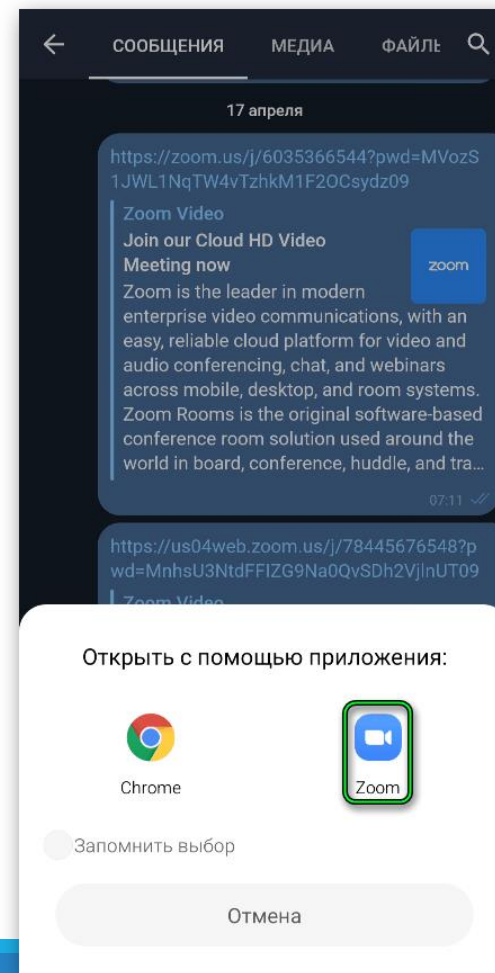 СООБЩЕНИЯ МЕДИА ФАЙЛЬ
17 апреля
https://zoom.us/j/6035366544?pwd=MVozS
1JWL1NqTW4vTzhkM1F2OCsydz09
Zoom Video
Join our Cloud HD Video
Meeting now
zoom
Zoom is the leader in modern
enterprise video communications, with an
easy, reliable cloud platform for video and
audio conferencing, chat, and webinars
across mobile, desktop, and room systems.
Zoom Rooms is the original software-based
conference room solution used around the
world in board, conference, huddle, and tra...
07:11
https://us04web.zoom.us/j/78445676548?p
wd=MnhsU3NtdFFIZG9Na0QvSDh2VjlnUT09
Zoom Video
Открыть с помощью приложения:
Chrome Zoom
Запомнить выбор
Отмена